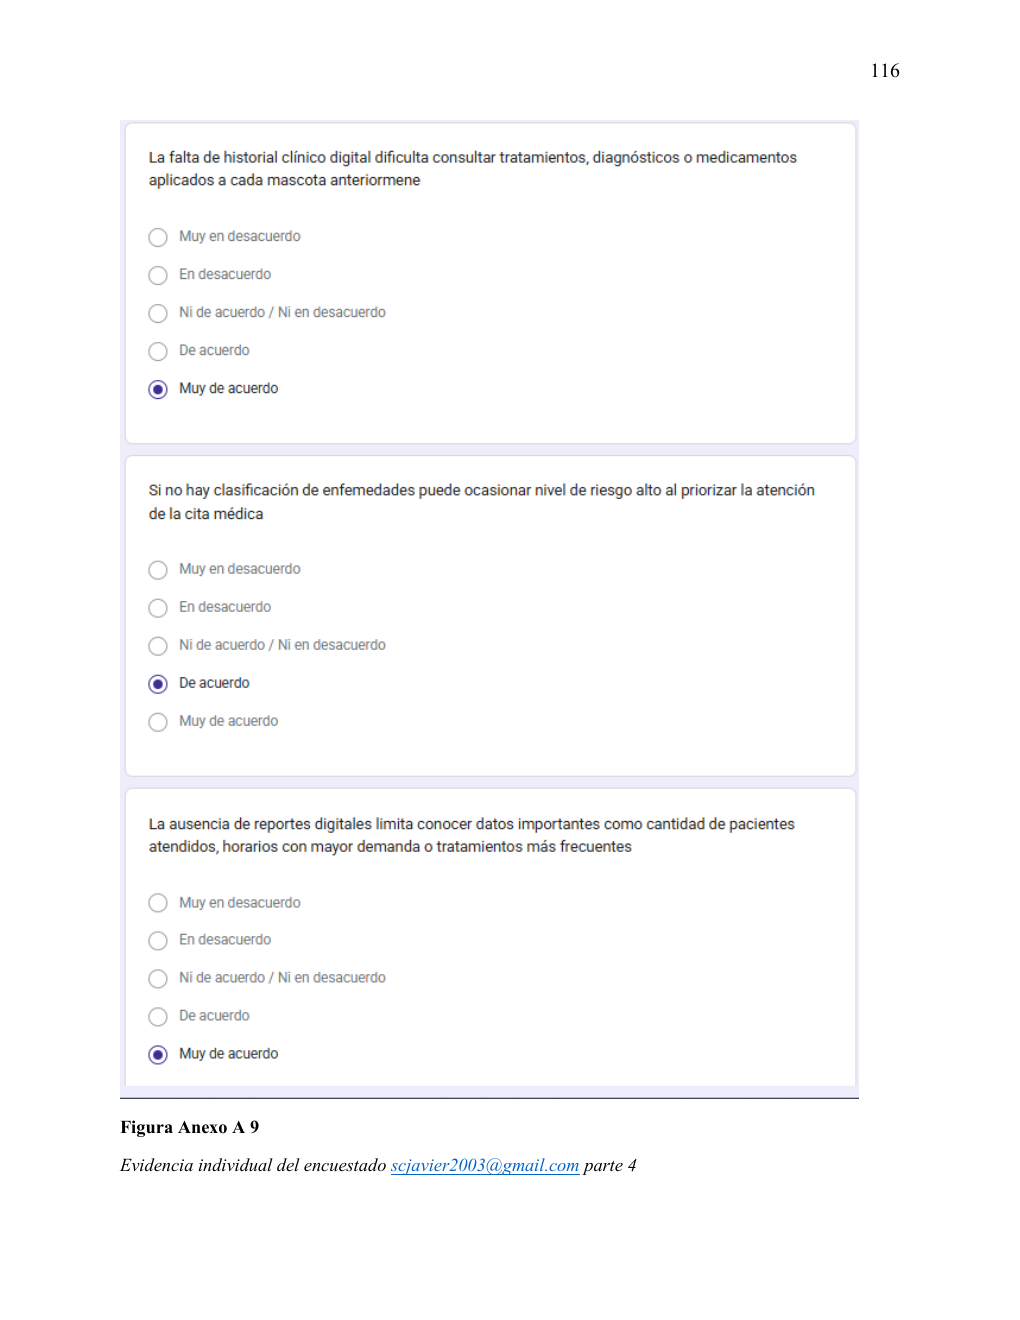 116
La falta de historial clínico digital dificulta consultar tratamientos, diagnósticos o medicamentos
aplicados a cada mascota anteriormene
Muy en desacuerdo
En desacuerdo
Ni de acuerdo / Ni en desacuerdo
De acuerdo
Muy de acuerdo
Si no hay clasificación de enfemedades puede ocasionar nivel de riesgo alto al priorizar la atención
de la cita médica
Muy en desacuerdo
En desacuerdo
Ni de acuerdo / Ni en desacuerdo
De acuerdo
Muy de acuerdo
La ausencia de reportes digitales limita conocer datos importantes como cantidad de pacientes
atendidos, horarios con mayor demanda o tratamientos más frecuentes
Muy en desacuerdo
En desacuerdo
Ni de acuerdo / Ni en desacuerdo
De acuerdo
Muy de acuerdo
Figura Anexo A 9
Evidencia individual del encuestado scjavier2003@gmail.com parte 4